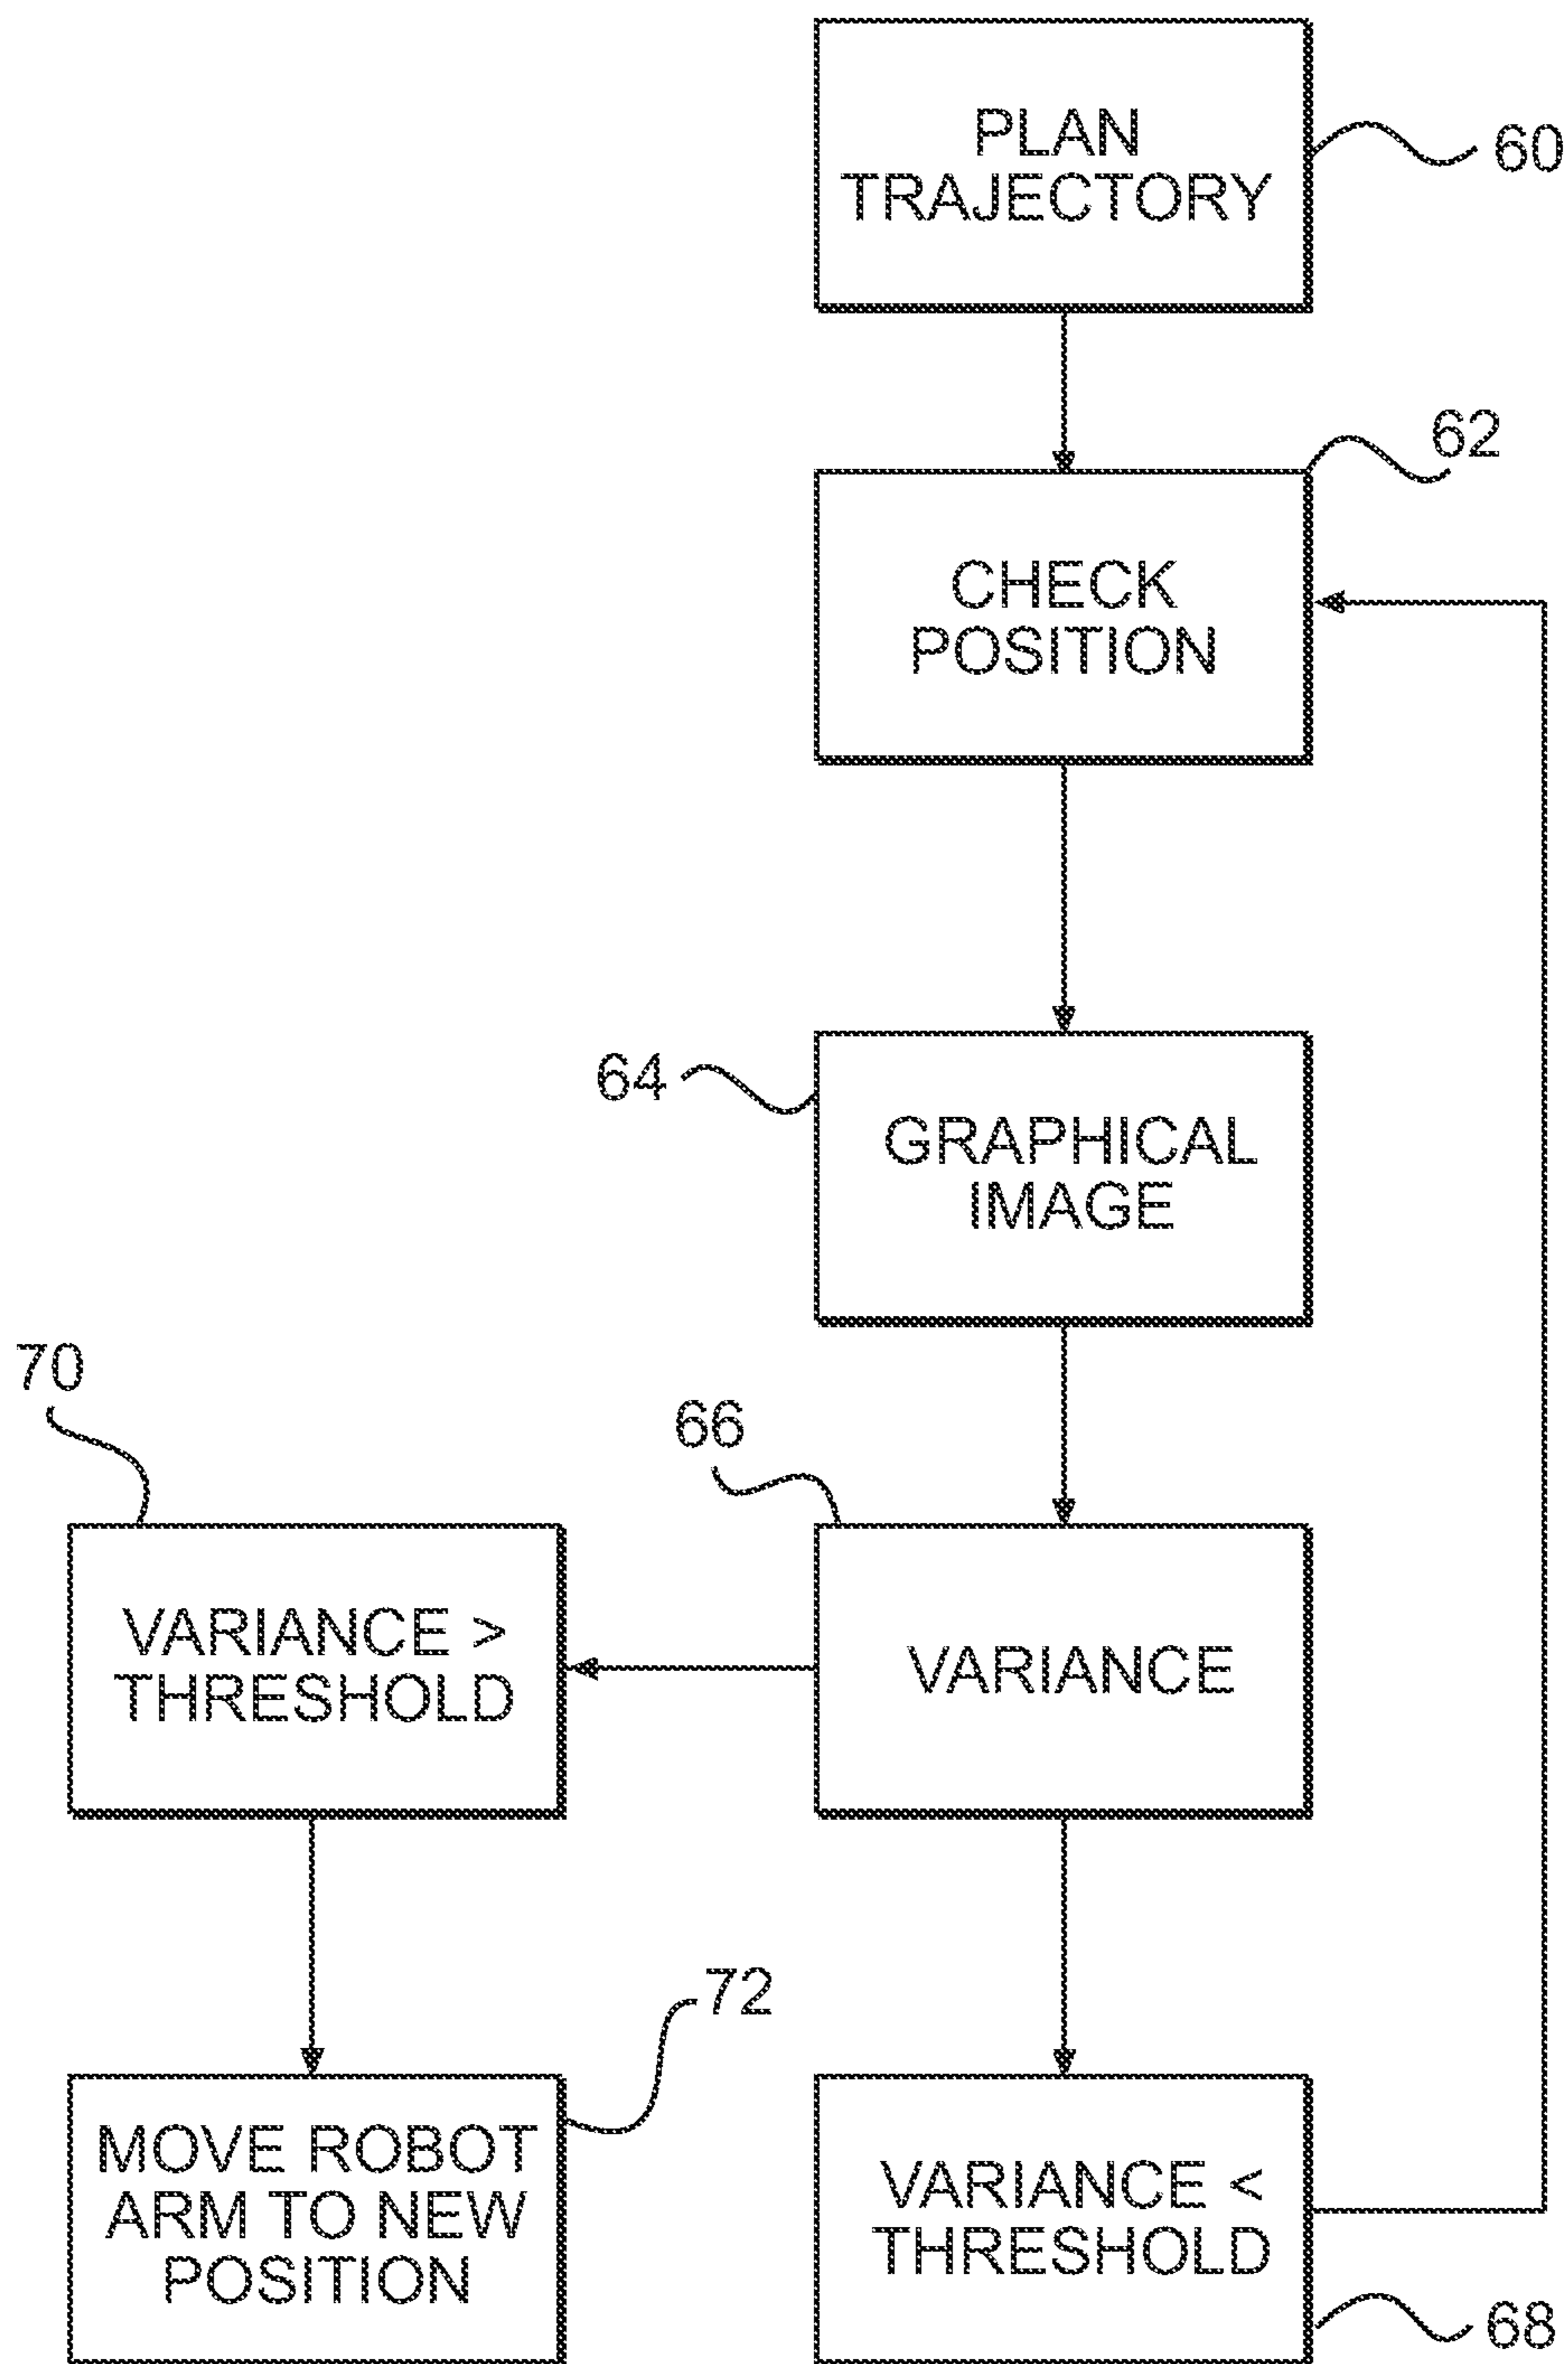 PLAN
TRAJECTORY
60
62
CHECK
POSITION
64
GRAPHICAL
IMAGE
70
66
VARIANCE >
THRESHOLD
VARIANCE
72
MOVE ROBOT
ARM TO NEW
POSITION
VARIANCE <
THRESHOLD
68